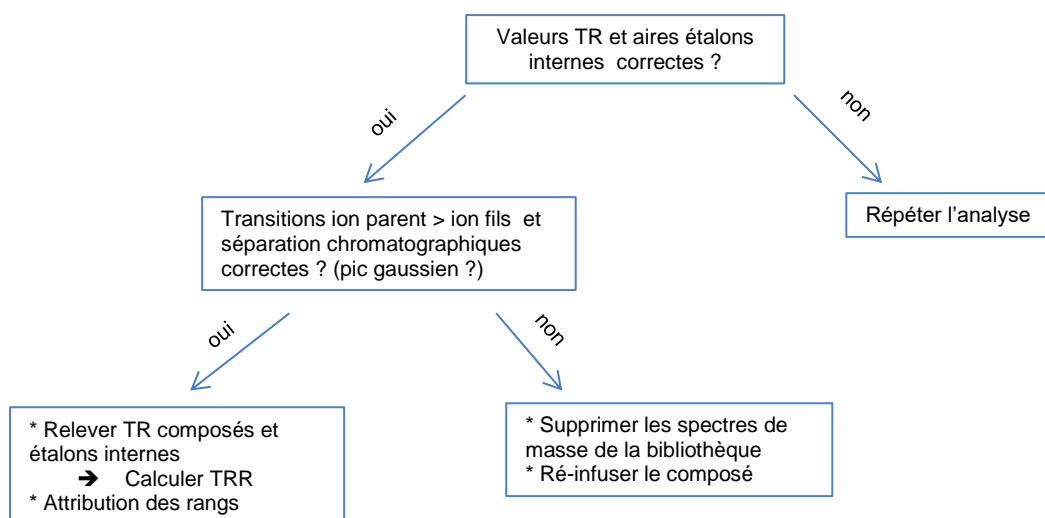 Valeurs TR et aires étalons
internes correctes ?
oui
non
Transitions ion parent > ion fils et
séparation chromatographiques
correctes ? (pic gaussien ?)
Répéter l'analyse
oui
non
* Relever TR composés et
étalons internes
➔ Calculer TRR
* Attribution des rangs
* Supprimer les spectres de
masse de la bibliothèque
* Ré-infuser le composé